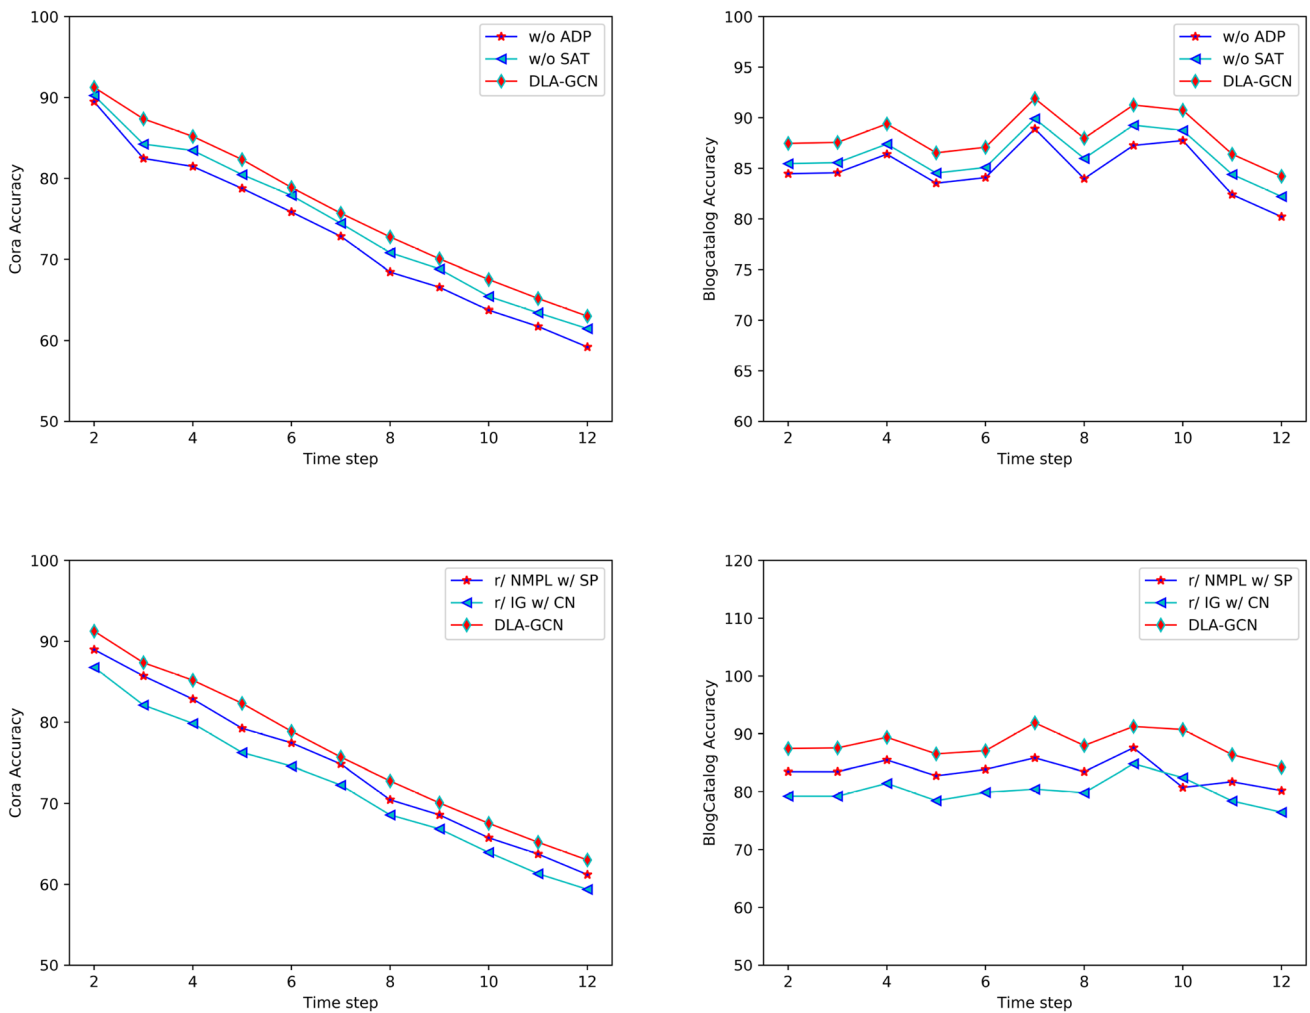 100
90
80
70
60
50
2
4
6
8
10
12
Cora Accuracy
Time step
w/o ADP
w/o SAT
DLA-GCN
100
95
90
85
80
75
70
65
60
2
4
6
8
10
12
Blogcatalog Accuracy
Time step
w/o ADP
w/o SAT
DLA-GCN
100
90
80
70
60
50
2
4
6
8
10
12
Cora Accuracy
Time step
r/ NMPL w/ SP
r/ IG w/ CN
DLA-GCN
120
110
100
90
80
70
60
50
2
4
6
8
10
12
BlogCatalog Accuracy
Time step
r/ NMPL w/ SP
r/ IG w/ CN
DLA-GCN